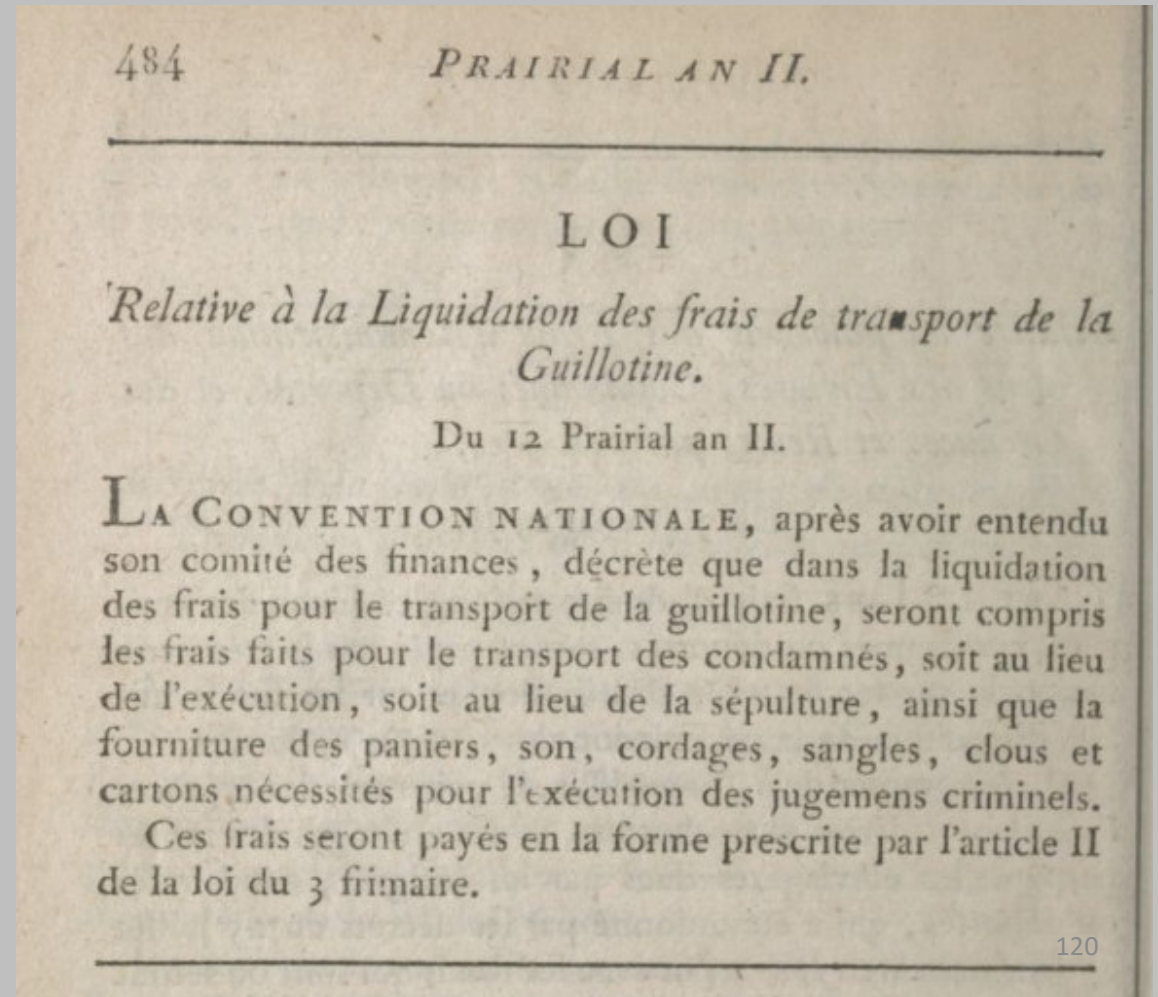 484 PRAIRIAL AN II.
LOI
Relative à la Liquidation des frais de transport de la
Guillotine.
Du 12 Prairial an II.
LA CONVENTION NATIONALE, après avoir entendu
son comité des finances, décrète que dans la liquidation
des frais pour le transport de la guillotine, seront compris
les frais faits pour le transport des condamnés, soit au lieu
de l'exécution, soit au lieu de la sépulture, ainsi que la
fourniture des paniers, son, cordages, sangles, clous et
cartons nécessités pour l'exécution des jugemens criminels.
Ces frais seront payés en la forme prescrite par l'article II
de la loi du 3 frimaire.
120